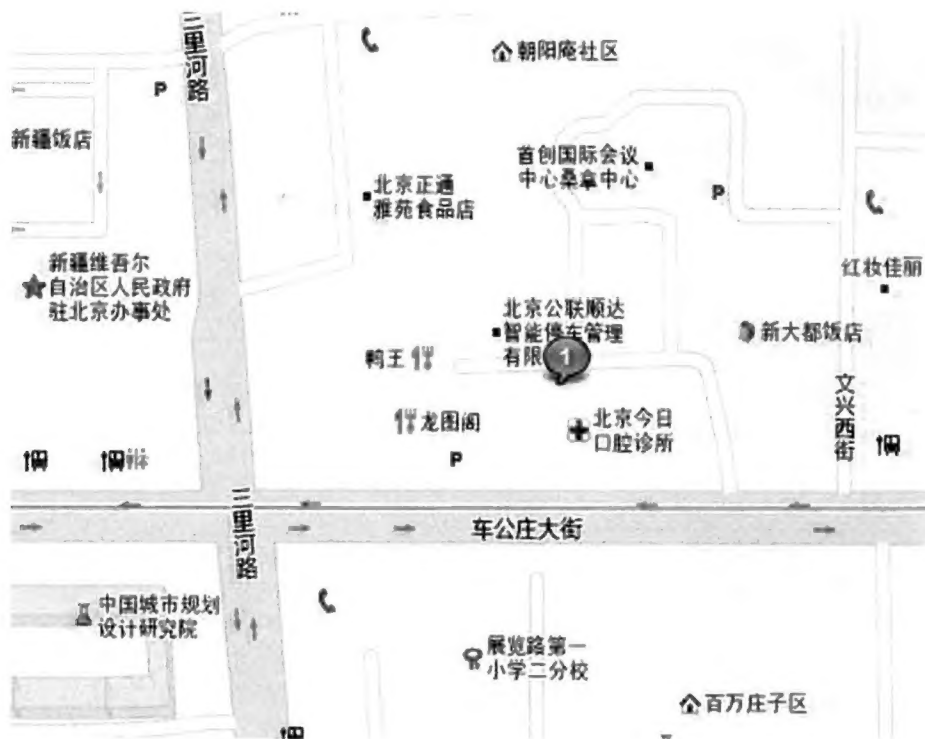 三里河路
P
朝阳庵社区
新疆饭店
首创国际会议
中心桑拿中心
P
北京正通
雅苑食品店
新疆维吾尔
自治区人民政府
驻北京办事处
红妆佳丽
北京公联顺达
智能停车管理
有限
1
新大都饭店
鸭王
文兴西街
龙图阁
北京今日
口腔诊所
P
三里河路
车公庄大街
中国城市规划
设计研究院
展览路第一
小学二分校
百万庄子区